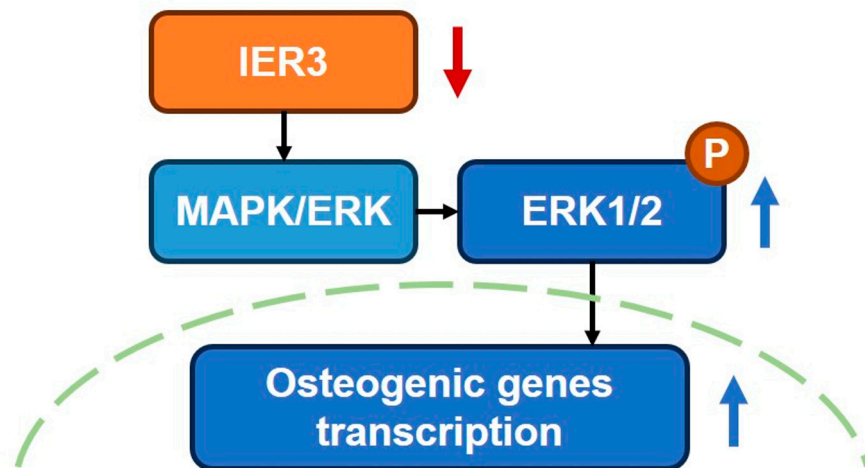 IER3
P
MAPK/ERK
ERK1/2
Osteogenic genes
transcription